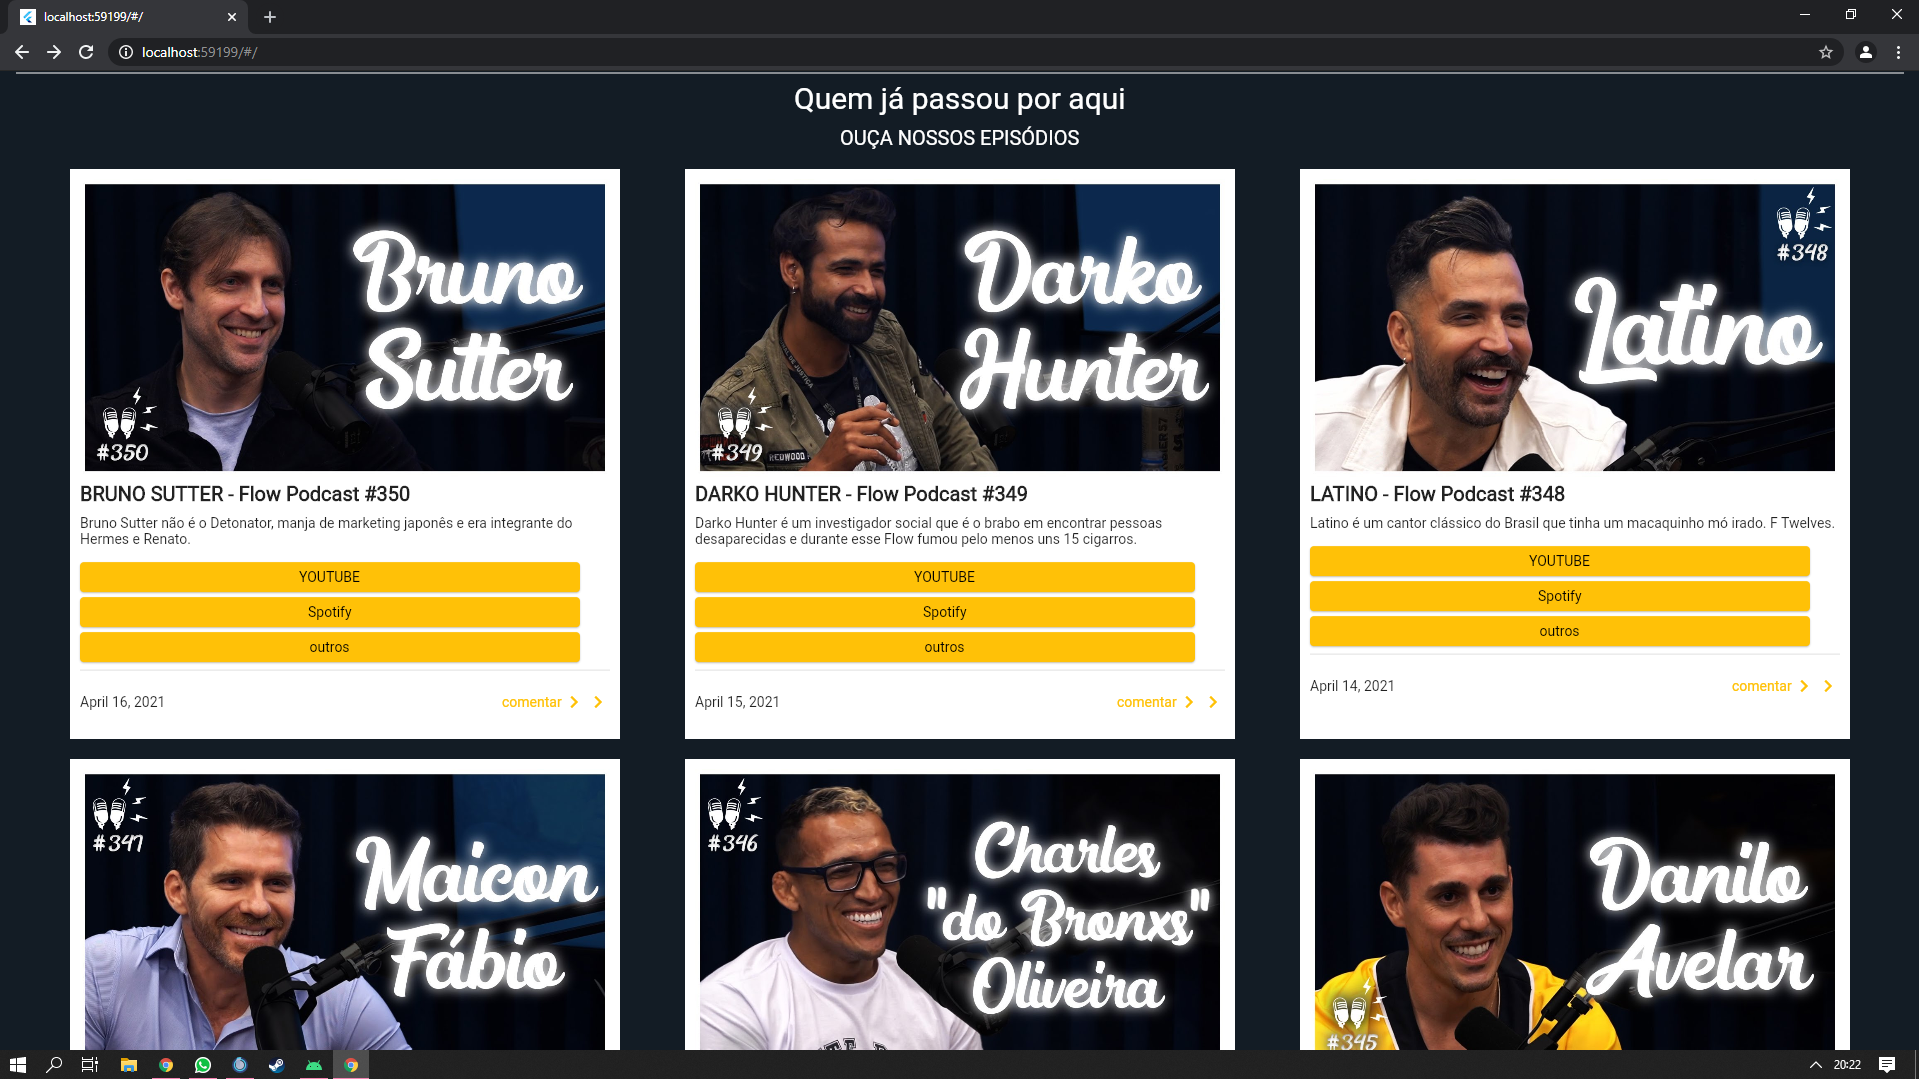 localhost:59199/#/
localhost:59199/#/
Quem já passou por aqui
OUÇA NOSSOS EPISÓDIOS
Bruno
Sutter
#350
BRUNO SUTTER - Flow Podcast #350
Bruno Sutter não é o Detonator, manja de marketing japonês e era integrante do
Hermes e Renato.
YOUTUBE
Spotify
outros
April 16, 2021
comentar
Darko
Hunter
#349
REDWOOD
DARKO HUNTER - Flow Podcast #349
Darko Hunter é um investigador social que é o brabo em encontrar pessoas
desaparecidas e durante esse Flow fumou pelo menos uns 15 cigarros.
YOUTUBE
Spotify
outros
April 15, 2021
comentar
#348
Latino
LATINO - Flow Podcast #348
Latino é um cantor clássico do Brasil que tinha um macaquinho mó irado. F Twelves.
YOUTUBE
Spotify
outros
April 14, 2021
comentar
#347
Maicon
Fábio
#346
Charles
"do Bronxs"
Oliveira
Danilo
Avelar
#345
20:22